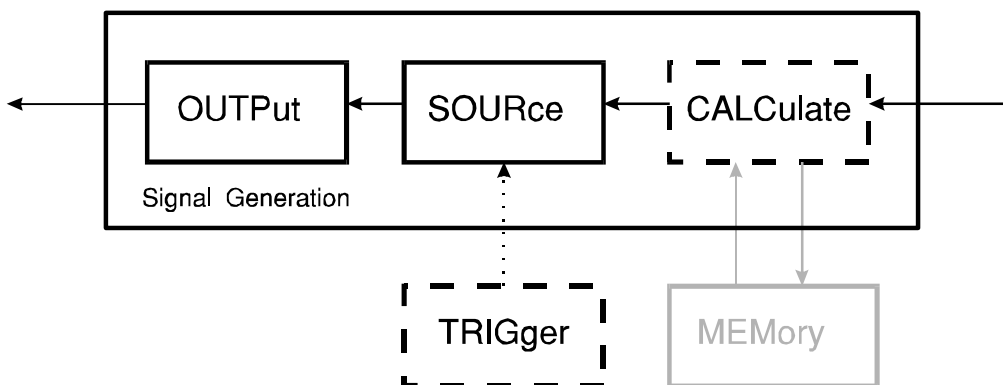 OUTPut
SOURce
CALCulate
Signal Generation
TRIGger
MEMory